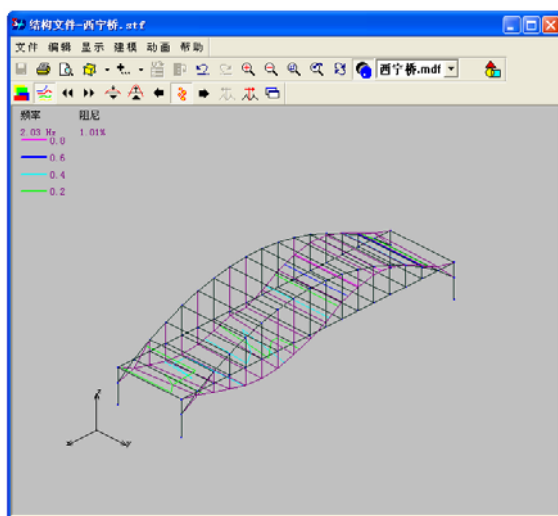 结构文件-西宁桥.stf
文件 编辑 显示 建模 动画 帮助
西宁桥.mdf
频率 阻尼
2.03 Hz 1.01%
0.8
0.6
0.4
0.2
z
x
y